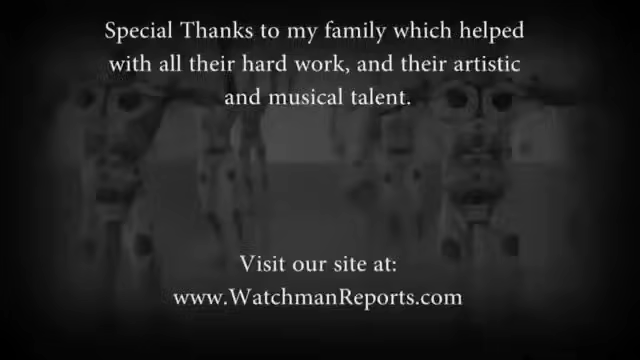 Special Thanks to my family which helped
with all their hard work, and their artistic
and musical talent.
Visit our site at:
www.WatchmanReports.com